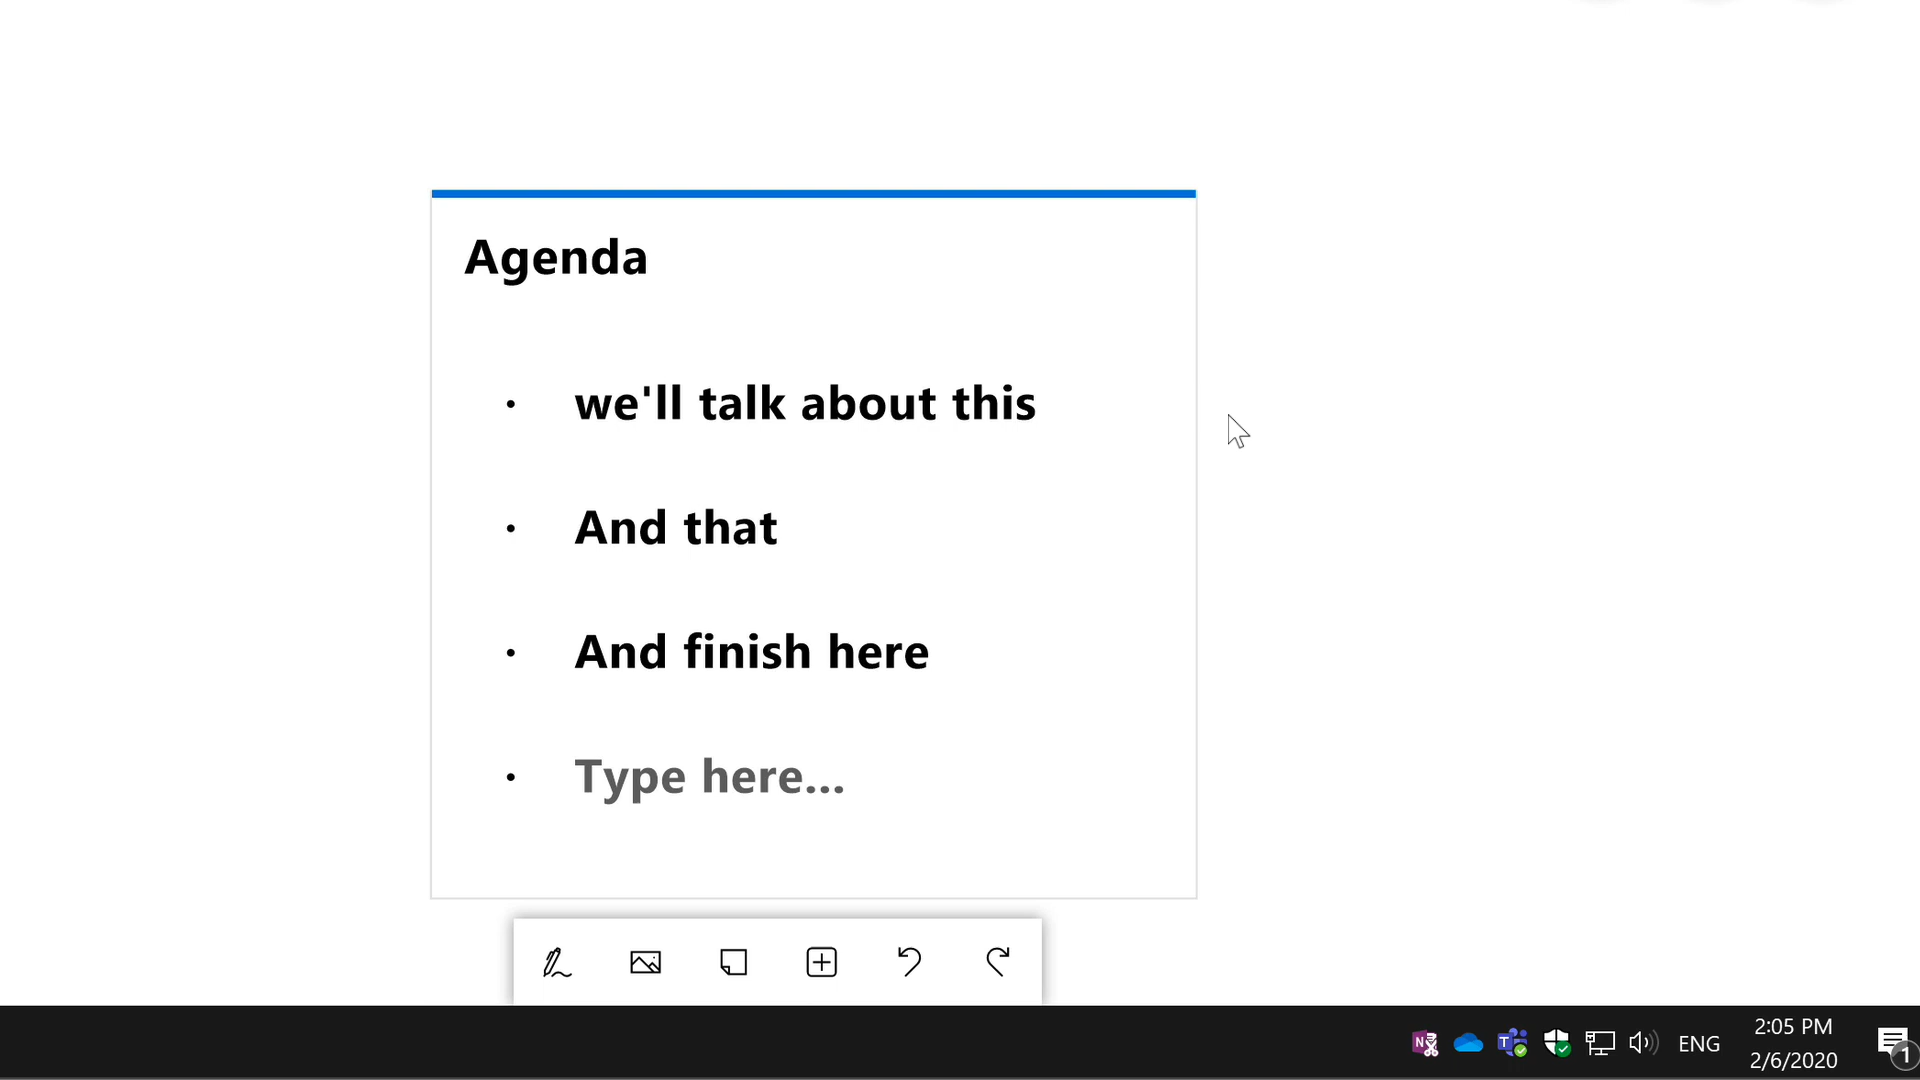 Agenda
· we'll talk about this
· And that
· And finish here
· Type here...
ENG
2:05 PM
2/6/2020
1